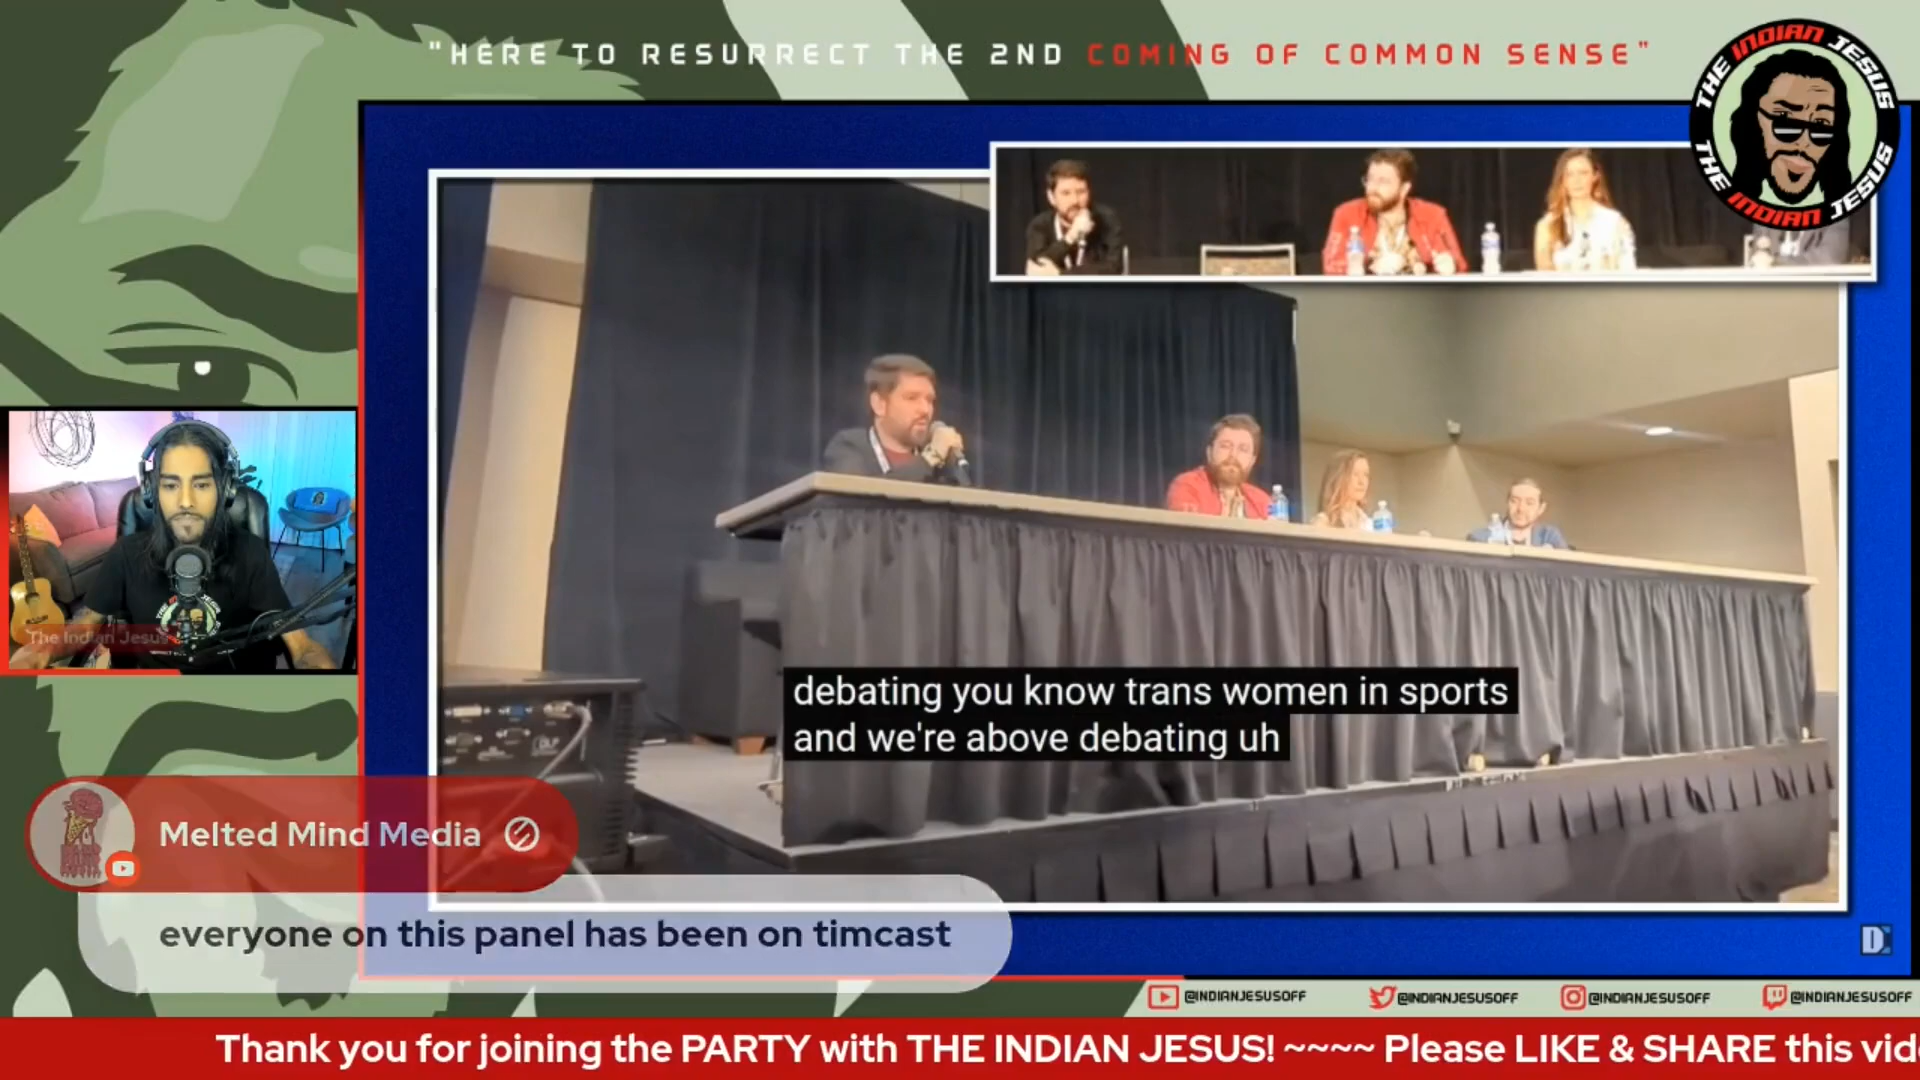 "HERE TO RESURRECT THE 2ND COMING OF COMMON SENSE"
THE INDIAN JESUS
THE INDIAN JESUS
The Indian Jesus
debating you know trans women in sports
and we're above debating uh
Melted Mind Media
everyone on this panel has been on timcast
D
@INDIANJESUSOFF @INDIANJESUSOFF @INDIANJESUSOFF @INDIANJESUSOFF
Thank you for joining the PARTY with THE INDIAN JESUS! ~~~~ Please LIKE & SHARE this vid